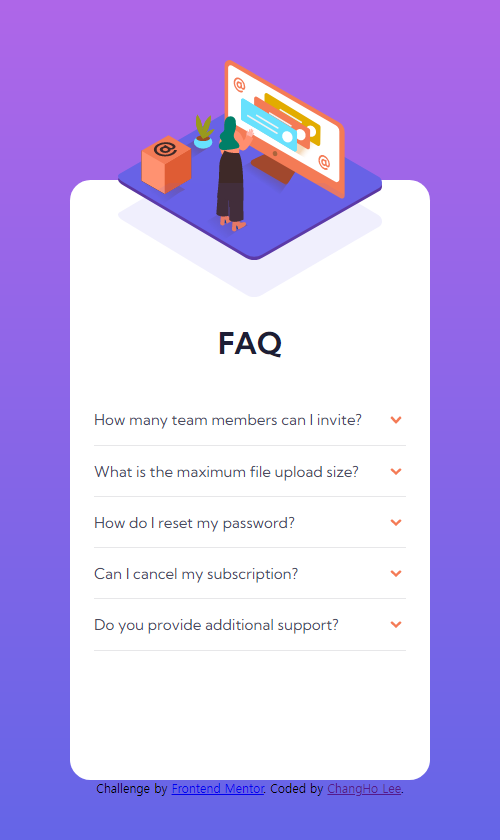 @
@
@
FAQ
How many team members can I invite?
What is the maximum file upload size?
How do I reset my password?
Can I cancel my subscription?
Do you provide additional support?
Challenge by Frontend Mentor. Coded by ChangHo Lee.